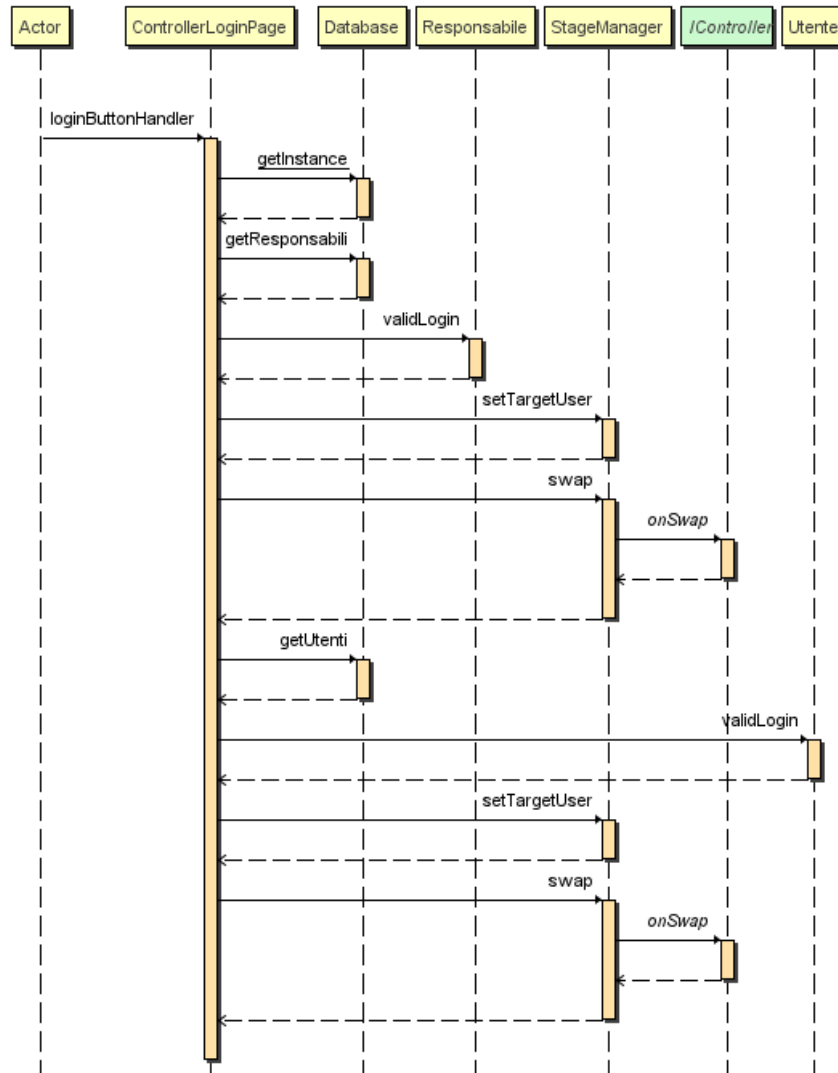 Actor ControllerLoginPage Database Responsabile StageManager IController Utente
loginButtonHandler
getInstance
getResponsabili
validLogin
setTargetUser
swap
onSwap
getUtenti
validLogin
setTargetUser
swap
onSwap